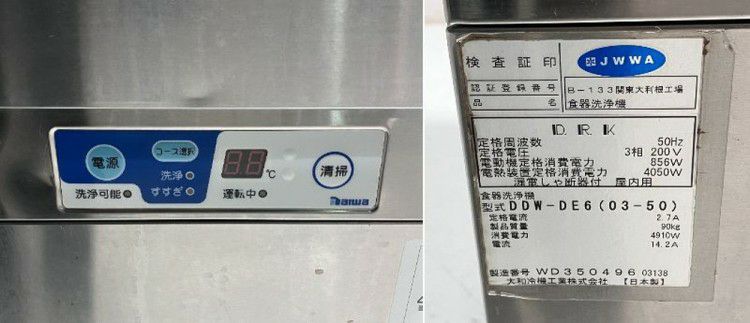 電源
コース選択
洗浄
すすぎ
洗浄可能
88
℃
運転中
清掃
Daiwa
検査証印
JWWA
認証登録番号
B-133関東大利根工場
品名
食器洗浄機
D.R.K
定格周波数 50Hz
定格電圧 3相 200V
電動機定格消費電力 856W
電熱装置定格消費電力 4050W
漏電しゃ断器付 屋内用
食器洗浄機
型式 DDW-DE6(03-50)
定格電流 2.7A
製品質量 90kg
消費電力 4910W
電流 14.2A
製造番号 WD350496 03138
大和冷機工業株式会社 【日本製】